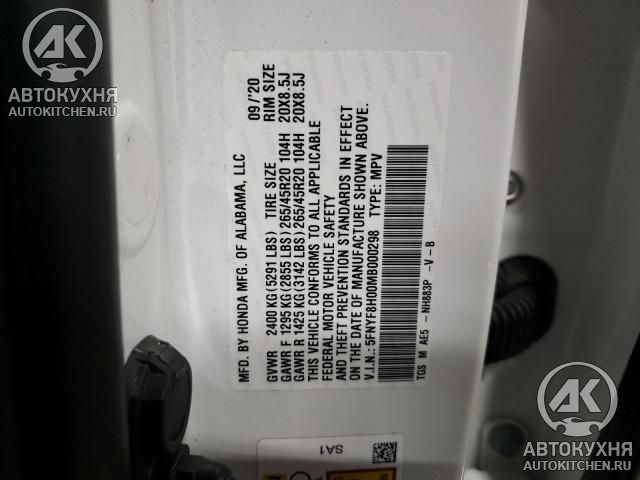 AK
АВТОКУХНЯ
AUTOKITCHEN.RU
MFD. BY HONDA MFG. OF ALABAMA, LLC 09/'20
GVWR 2400 KG (5291 LBS) TIRE SIZE RIM SIZE
GAWR F 1295 KG (2855 LBS) 265/45R20 104H 20X8.5J
GAWR R 1425 KG (3142 LBS) 265/45R20 104H 20X8.5J
THIS VEHICLE CONFORMS TO ALL APPLICABLE
FEDERAL MOTOR VEHICLE SAFETY
AND THEFT PREVENTION STANDARDS IN EFFECT
ON THE DATE OF MANUFACTURE SHOWN ABOVE.
V.I.N.: 5FNYF8H00MB000298 TYPE: MPV
TGS M AE5 - NH883P -V-B
SA1
AK
АВТОКУХНЯ
AUTOKITCHEN.RU